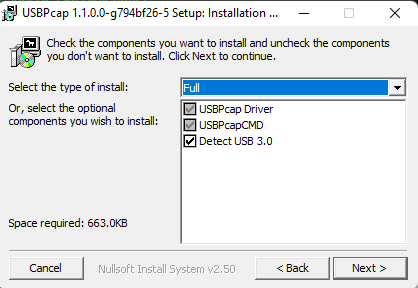 USBPcap 1.1.0.0-g794bf26-5 Setup: Installation ...
Check the components you want to install and uncheck the components
you don't want to install. Click Next to continue.
Select the type of install:
Full
Or, select the optional
components you wish to install:
USBPcap Driver
USBPcapCMD
Detect USB 3.0
Space required: 663.0KB
Cancel
Nullsoft Install System v2.50
< Back
Next >